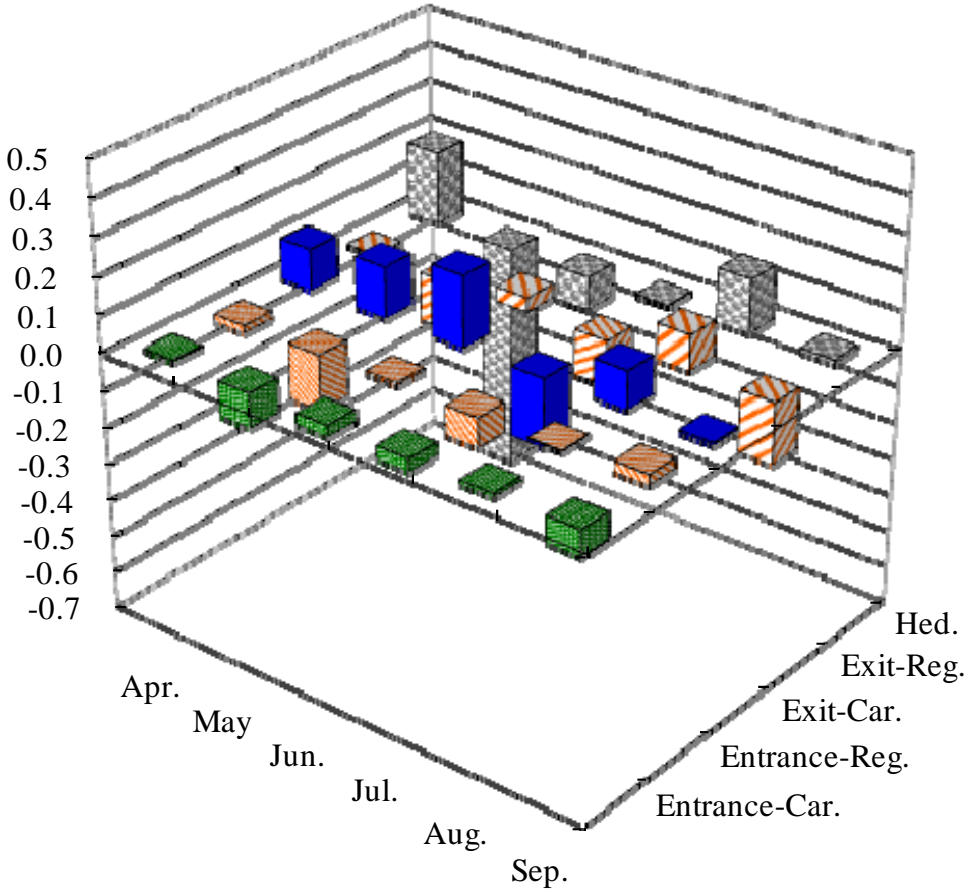 0.5
0.4
0.3
0.2
0.1
0.0
-0.1
-0.2
-0.3
-0.4
-0.5
-0.6
-0.7
Apr.
May
Jun.
Jul.
Aug.
Sep.
Hed.
Exit-Reg.
Exit-Car.
Entrance-Reg.
Entrance-Car.